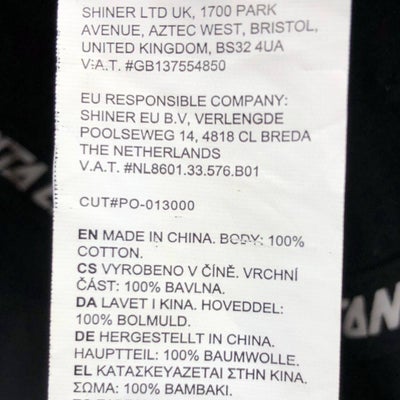 SHINER LTD UK, 1700 PARK
AVENUE, AZTEC WEST, BRISTOL,
UNITED KINGDOM, BS32 4UA
V.A.T. #GB137554850
EU RESPONSIBLE COMPANY:
SHINER EU B.V, VERLENGDE
POOLSEWEG 14, 4818 CL BREDA
THE NETHERLANDS
V.A.T. #NL8601.33.576.B01
CUT#PO-013000
EN MADE IN CHINA. BODY: 100%
COTTON.
CS VYROBENO V ČÍNĚ. VRCHNÍ
ČÁST: 100% BAVLNA.
DA LAVET I KINA. HOVEDDEL:
100% BOLMULD.
DE HERGESTELLT IN CHINA.
HAUPTTEIL: 100% BAUMWOLLE.
EL ΚΑΤΑΣΚΕΥΑΖΕΤΑΙ ΣΤΗΝ ΚΙΝΑ.
ΣΩΜΑ: 100% ΒΑΜΒΑΚΙ.